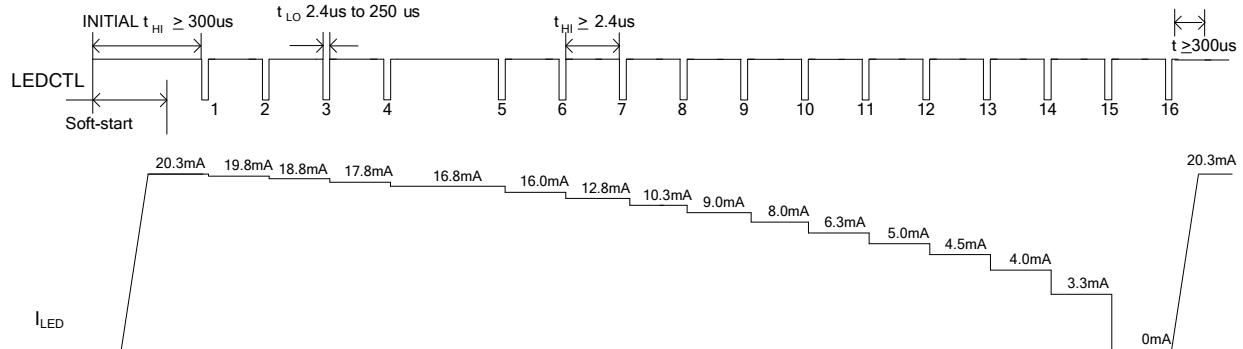 INITIAL t HI ≥ 300us
t LO 2.4us to 250 us
t HI ≥ 2.4us
t ≥300us
LEDCTL
1 2 3 4 5 6 7 8 9 10 11 12 13 14 15 16
Soft-start
20.3mA 19.8mA 18.8mA 17.8mA 16.8mA 16.0mA 12.8mA 10.3mA 9.0mA 8.0mA 6.3mA 5.0mA 4.5mA 4.0mA 3.3mA 0mA 20.3mA
ILED